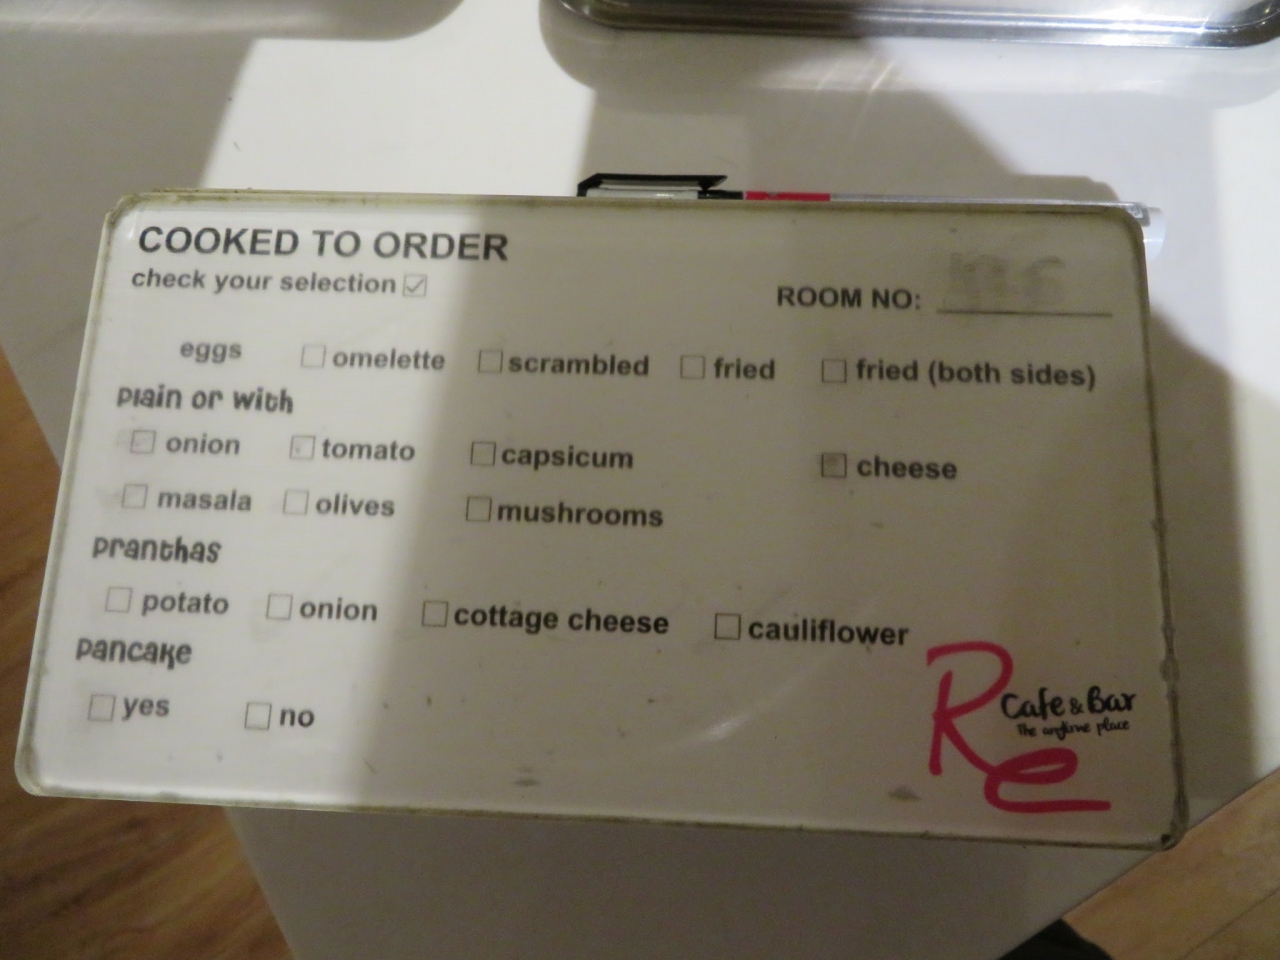 COOKED TO ORDER
check your selection
ROOM NO:
eggs omelette scrambled fried fried (both sides)
Plain or with
onion tomato capsicum cheese
masala olives mushrooms
Pranthas
potato onion cottage cheese cauliflower
Pancake
yes no
Re
Cafe & Bar
The anytime place